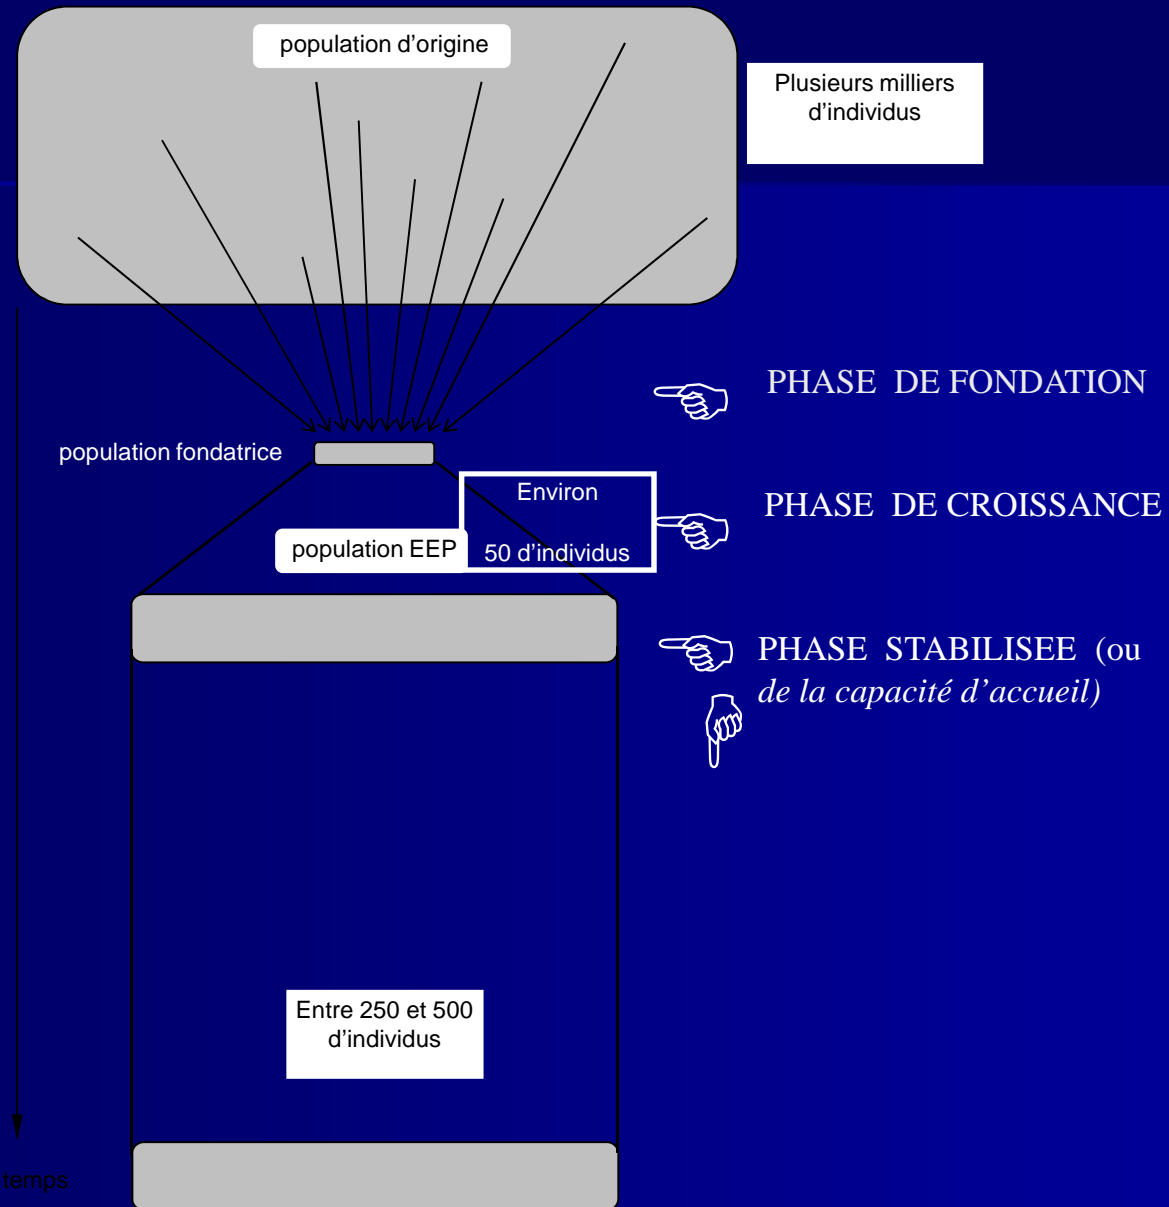 population d'origine
Plusieurs milliers
d'individus
PHASE DE FONDATION
population fondatrice
Environ
50 d'individus
PHASE DE CROISSANCE
population EEP
PHASE STABILISEE (ou
de la capacité d'accueil)
Entre 250 et 500
d'individus
temps